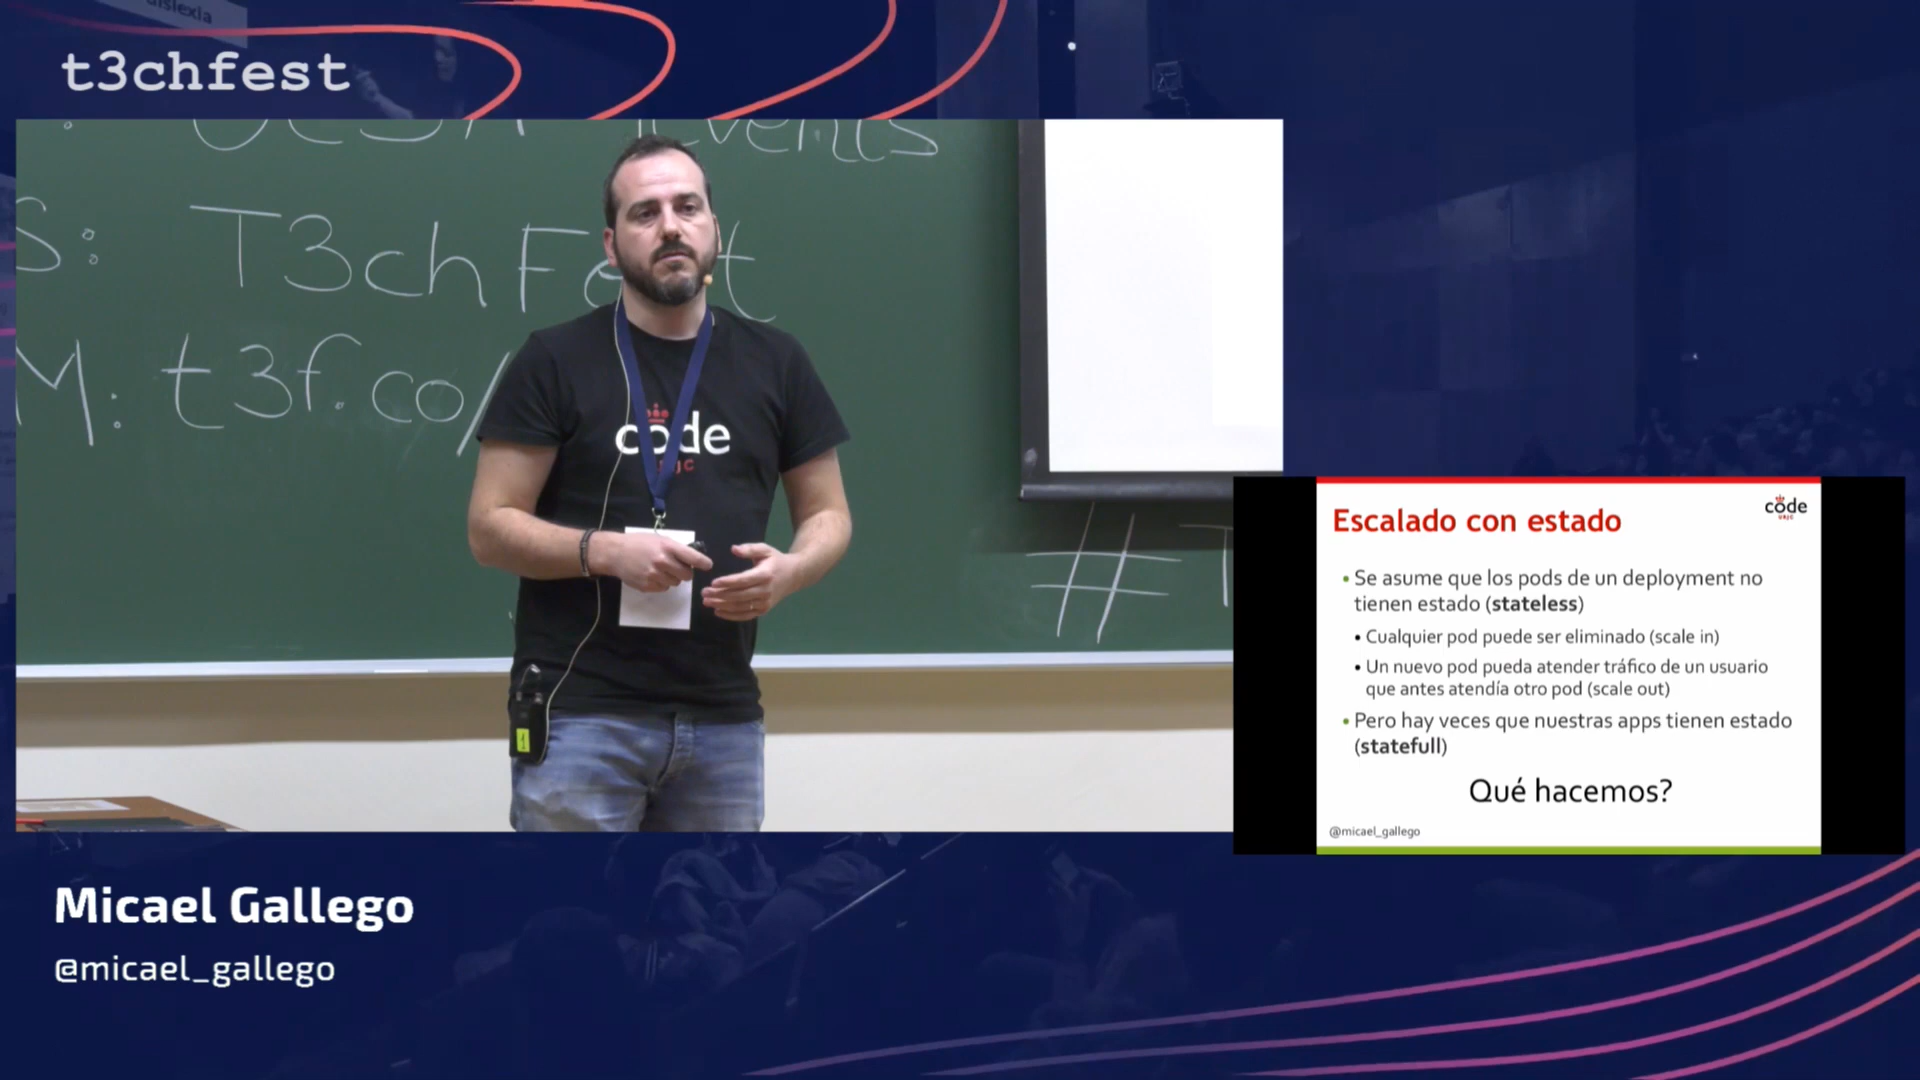 t3chfest
Events
S: T3chFe t
M: t3f.co/
# T
code
code
Escalado con estado
• Se asume que los pods de un deployment no
tienen estado (stateless)
• Cualquier pod puede ser eliminado (scale in)
• Un nuevo pod pueda atender tráfico de un usuario
que antes atendía otro pod (scale out)
• Pero hay veces que nuestras apps tienen estado
(statefull)
Qué hacemos?
@micael_gallego
Micael Gallego
@micael_gallego